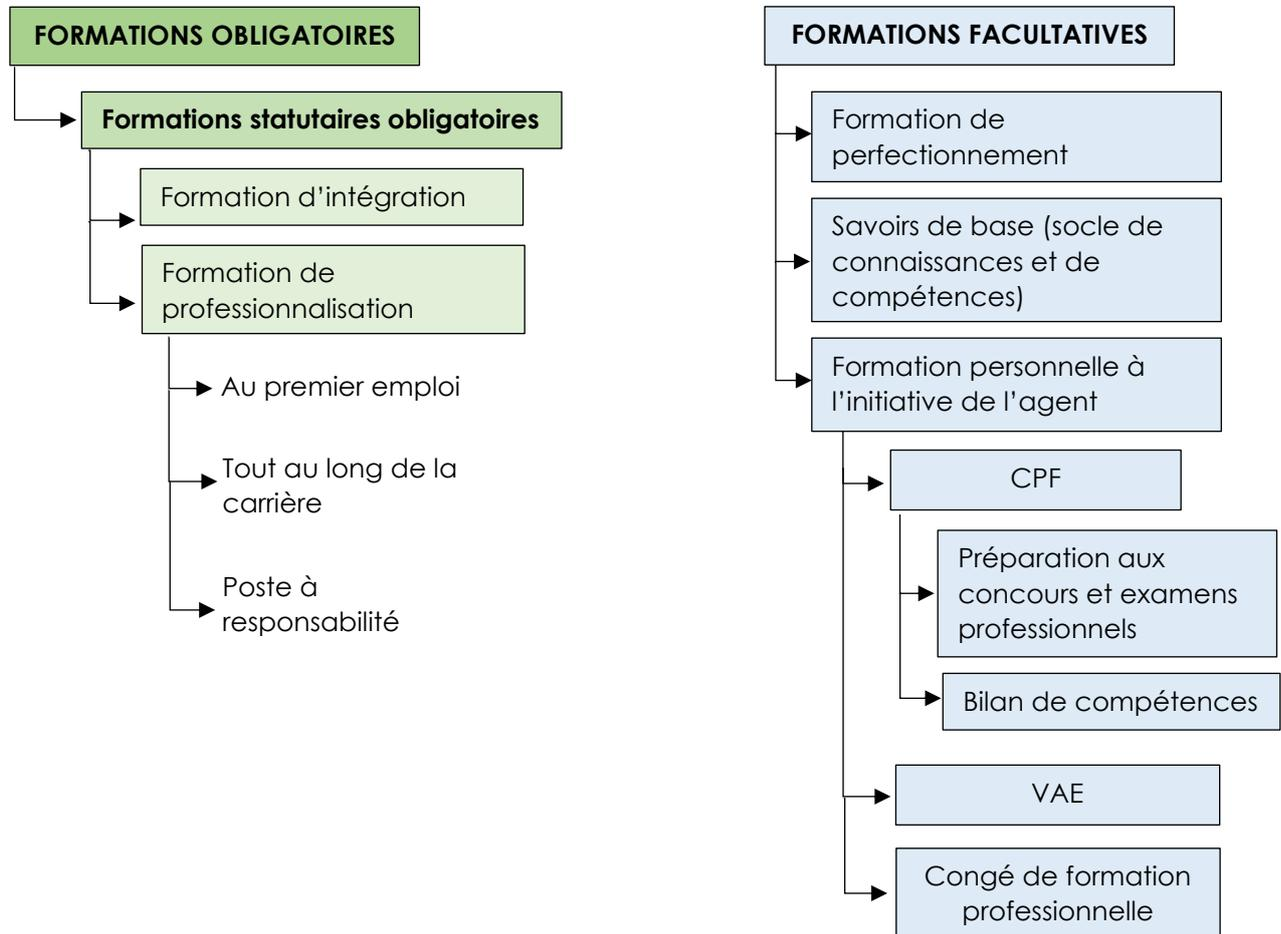 FORMATIONS OBLIGATOIRES
Formations statutaires obligatoires
Formation d’intégration
Formation de
professionnalisation
Au premier emploi
Tout au long de la
carrière
Poste à
responsabilité
FORMATIONS FACULTATIVES
Formation de
perfectionnement
Savoirs de base (socle de
connaissances et de
compétences)
Formation personnelle à
l’initiative de l’agent
CPF
Préparation aux
concours et examens
professionnels
Bilan de compétences
VAE
Congé de formation
professionnelle